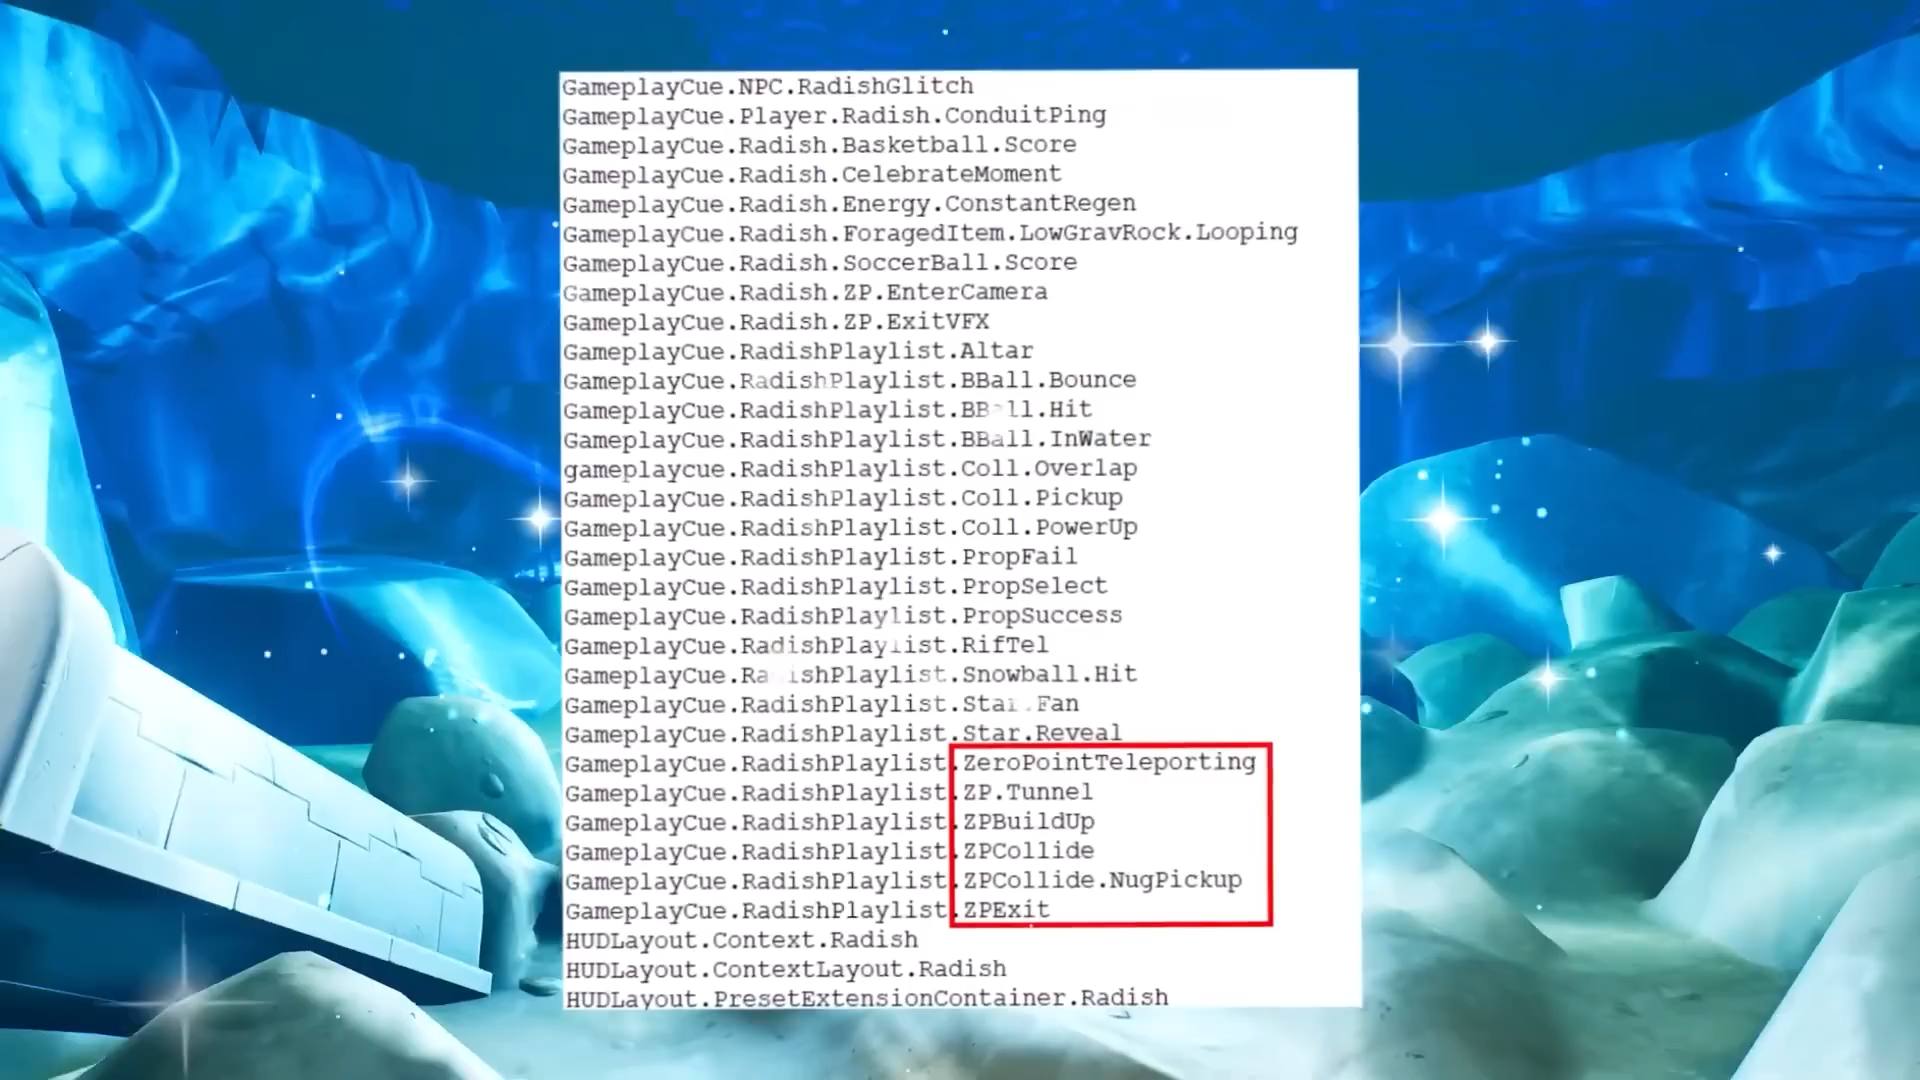 GameplayCue.NPC.RadishGlitch
GameplayCue.Player.Radish.ConduitPing
GameplayCue.Radish.Basketball.Score
GameplayCue.Radish.CelebrateMoment
GameplayCue.Radish.Energy.ConstantRegen
GameplayCue.Radish.ForagedItem.LowGravRock.Looping
GameplayCue.Radish.SoccerBall.Score
GameplayCue.Radish.ZP.EnterCamera
GameplayCue.Radish.ZP.ExitVFX
GameplayCue.RadishPlaylist.Altar
GameplayCue.RadishPlaylist.BBall.Bounce
GameplayCue.RadishPlaylist.BBall.Hit
GameplayCue.RadishPlaylist.BBall.InWater
gameplaycue.RadishPlaylist.Coll.Overlap
GameplayCue.RadishPlaylist.Coll.Pickup
GameplayCue.RadishPlaylist.Coll.PowerUp
GameplayCue.RadishPlaylist.PropFail
GameplayCue.RadishPlaylist.PropSelect
GameplayCue.RadishPlaylist.PropSuccess
GameplayCue.RadishPlaylist.RifTel
GameplayCue.RadishPlaylist.Snowball.Hit
GameplayCue.RadishPlaylist.Star.Fan
GameplayCue.RadishPlaylist.Star.Reveal
GameplayCue.RadishPlaylist.ZeroPointTeleporting
GameplayCue.RadishPlaylist.ZP.Tunnel
GameplayCue.RadishPlaylist.ZPBuildUp
GameplayCue.RadishPlaylist.ZPCollide
GameplayCue.RadishPlaylist.ZPCollide.NugPickup
GameplayCue.RadishPlaylist.ZPExit
HUDLayout.Context.Radish
HUDLayout.ContextLayout.Radish
HUDLayout.PresetExtensionContainer.Radish